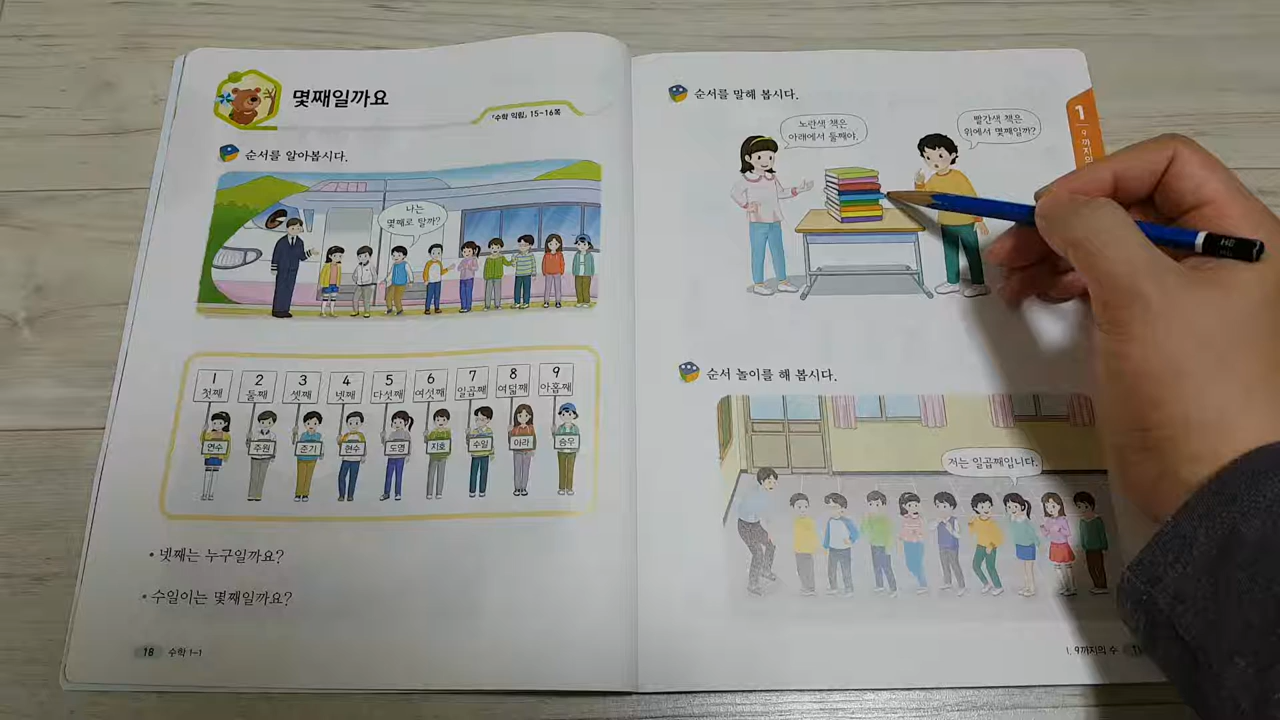 몇째일까요
「수학 익힘」 15~16쪽
순서를 알아봅시다.
나는
몇째로 탈까?
1 2 3 4 5 6 7 8 9
첫째 둘째 셋째 넷째 다섯째 여섯째 일곱째 여덟째 아홉째
연수 주원 준기 현수 도영 지호 수일 아라 승우
• 넷째는 누구일까요?
• 수일이는 몇째일까요?
18 수학 1-1
순서를 말해 봅시다.
노란색 책은
아래에서 둘째야.
빨간색 책은
위에서 몇째일까?
1
9까지의
순서 놀이를 해 봅시다.
저는 일곱째입니다.
1. 9까지의 수
HB